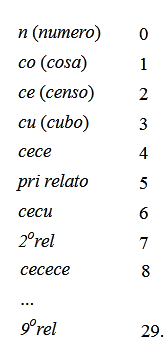 n (numero) 0
co (cosa) 1
ce (censo) 2
cu (cubo) 3
cece 4
pri relato 5
cecu 6
2ºrel 7
cecece 8
...
9ºrel 29.